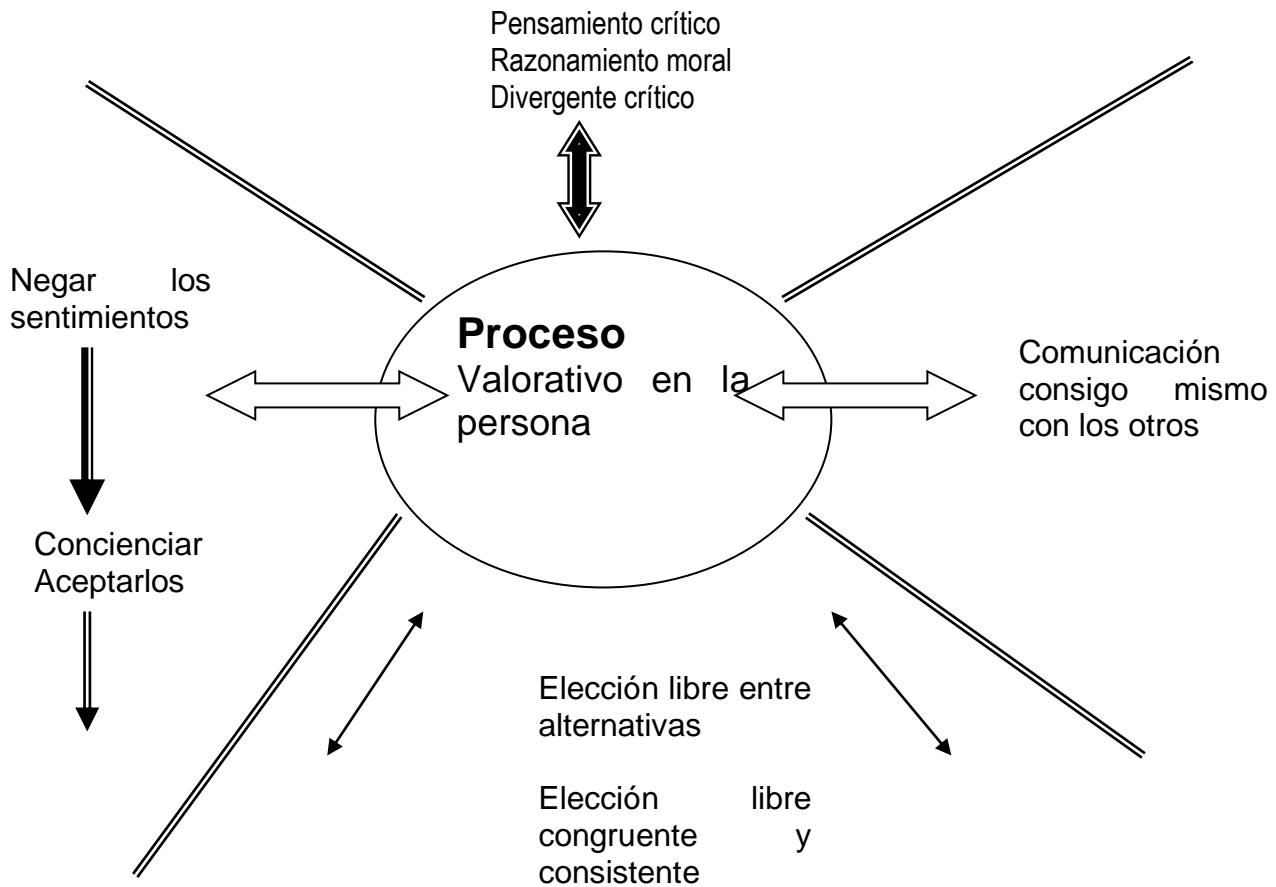 Pensamiento crítico
Razonamiento moral
Divergente crítico
Negar los
sentimientos
Proceso
Valorativo en la
persona
Comunicación
consigo mismo
con los otros
Concienciar
Aceptarlos
Elección libre entre
alternativas
Elección libre
congruente y
consistente